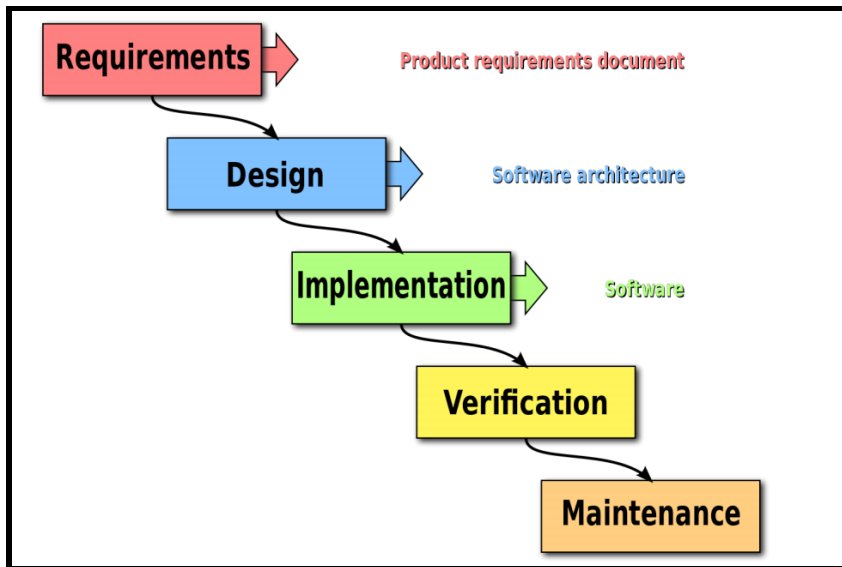 Requirements
Product requirements document
Design
Software architecture
Implementation
Software
Verification
Maintenance